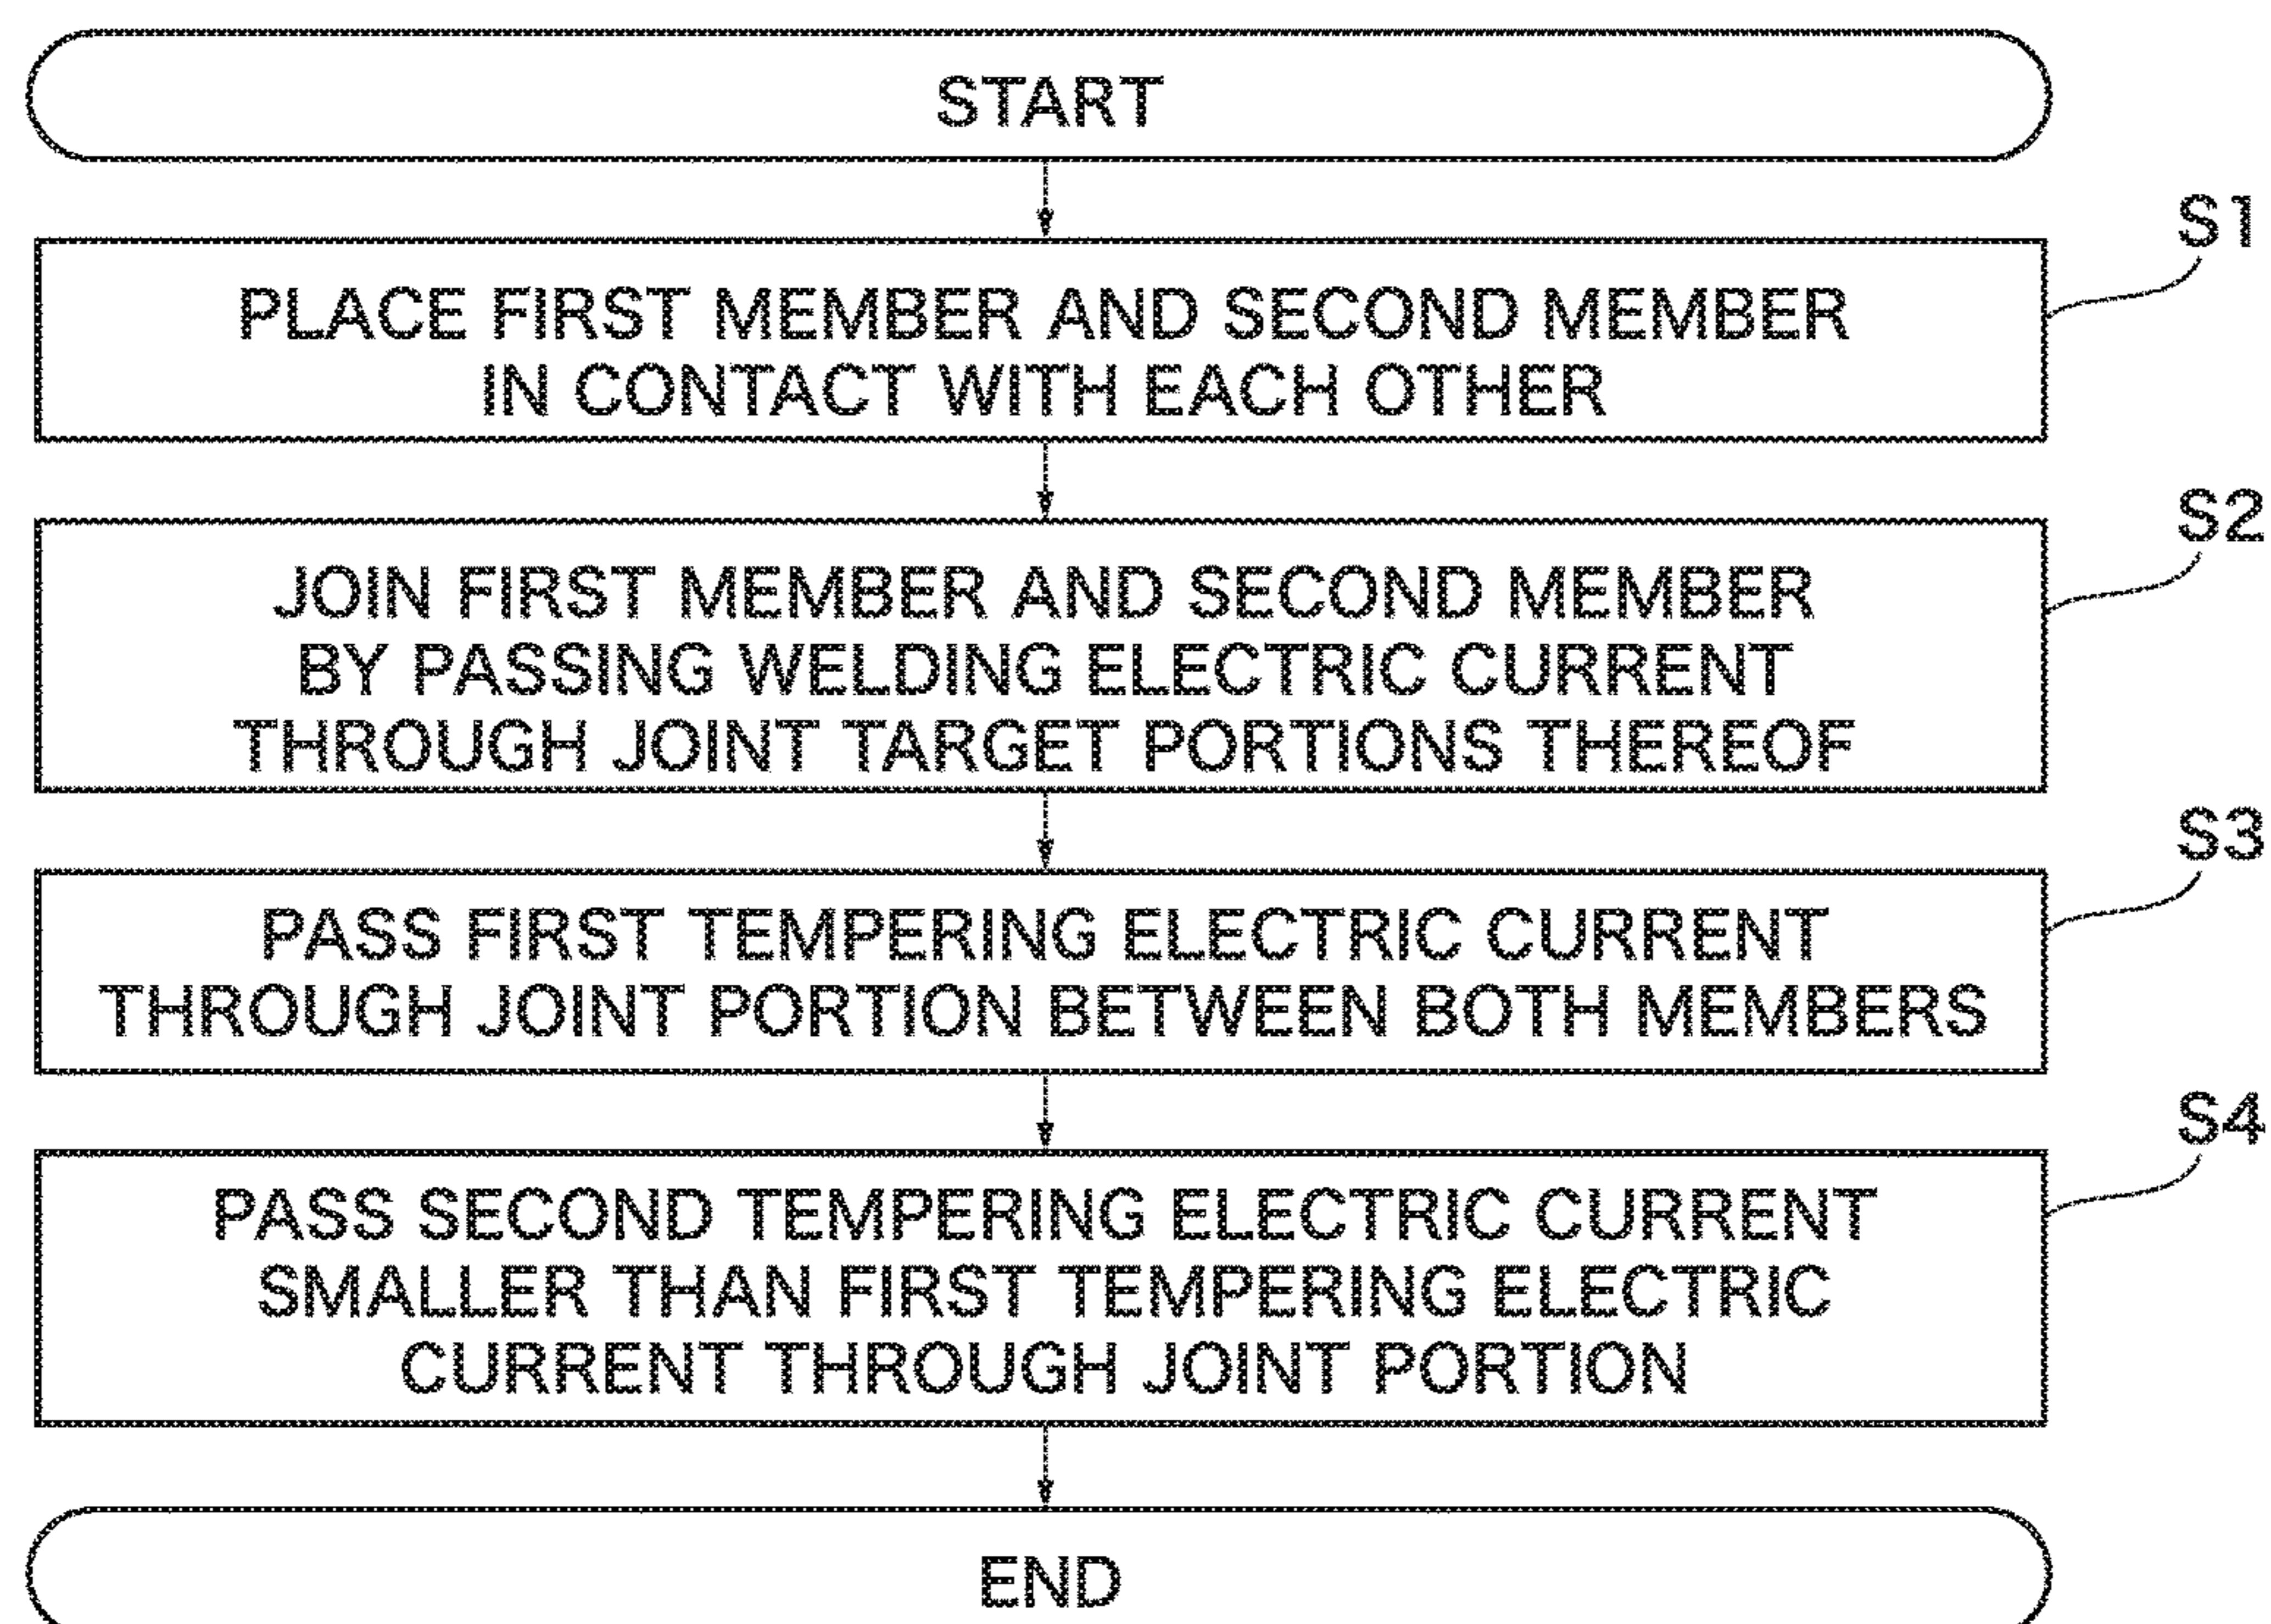 START
S1
PLACE FIRST MEMBER AND SECOND MEMBER
IN CONTACT WITH EACH OTHER
S2
JOIN FIRST MEMBER AND SECOND MEMBER
BY PASSING WELDING ELECTRIC CURRENT
THROUGH JOINT TARGET PORTIONS THEREOF
S3
PASS FIRST TEMPERING ELECTRIC CURRENT
THROUGH JOINT PORTION BETWEEN BOTH MEMBERS
S4
PASS SECOND TEMPERING ELECTRIC CURRENT
SMALLER THAN FIRST TEMPERING ELECTRIC
CURRENT THROUGH JOINT PORTION
END